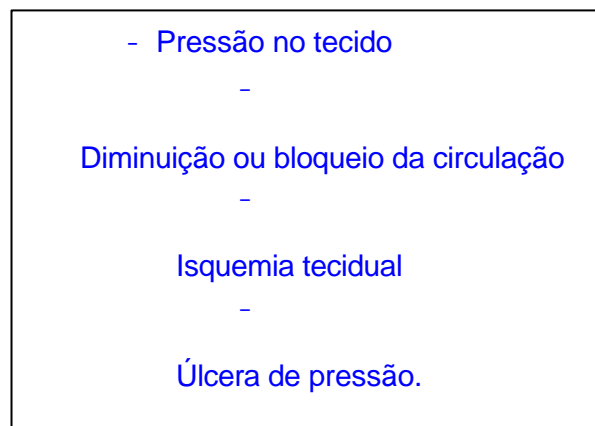 - Pressão no tecido
-
Diminuição ou bloqueio da circulação
-
Isquemia tecidual
-
Úlcera de pressão.